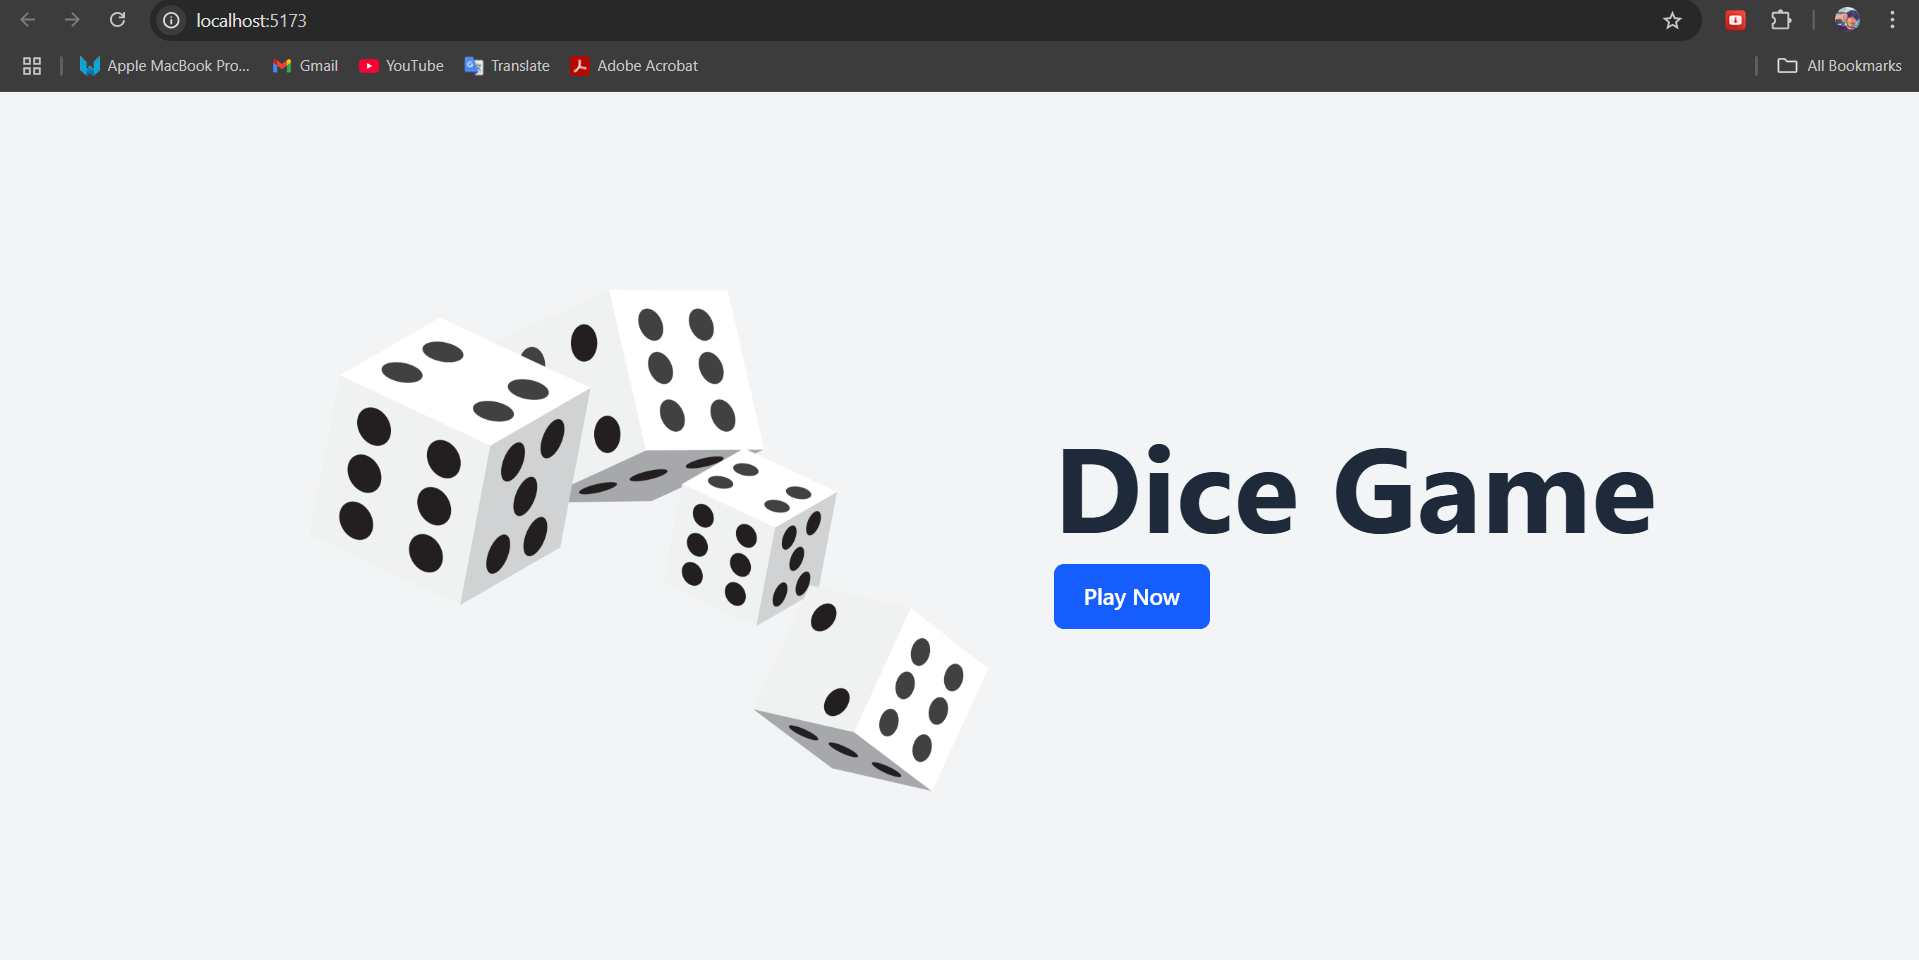 localhost:5173
Apple MacBook Pro...
Gmail
YouTube
Translate
Adobe Acrobat
All Bookmarks
Dice Game
Play Now